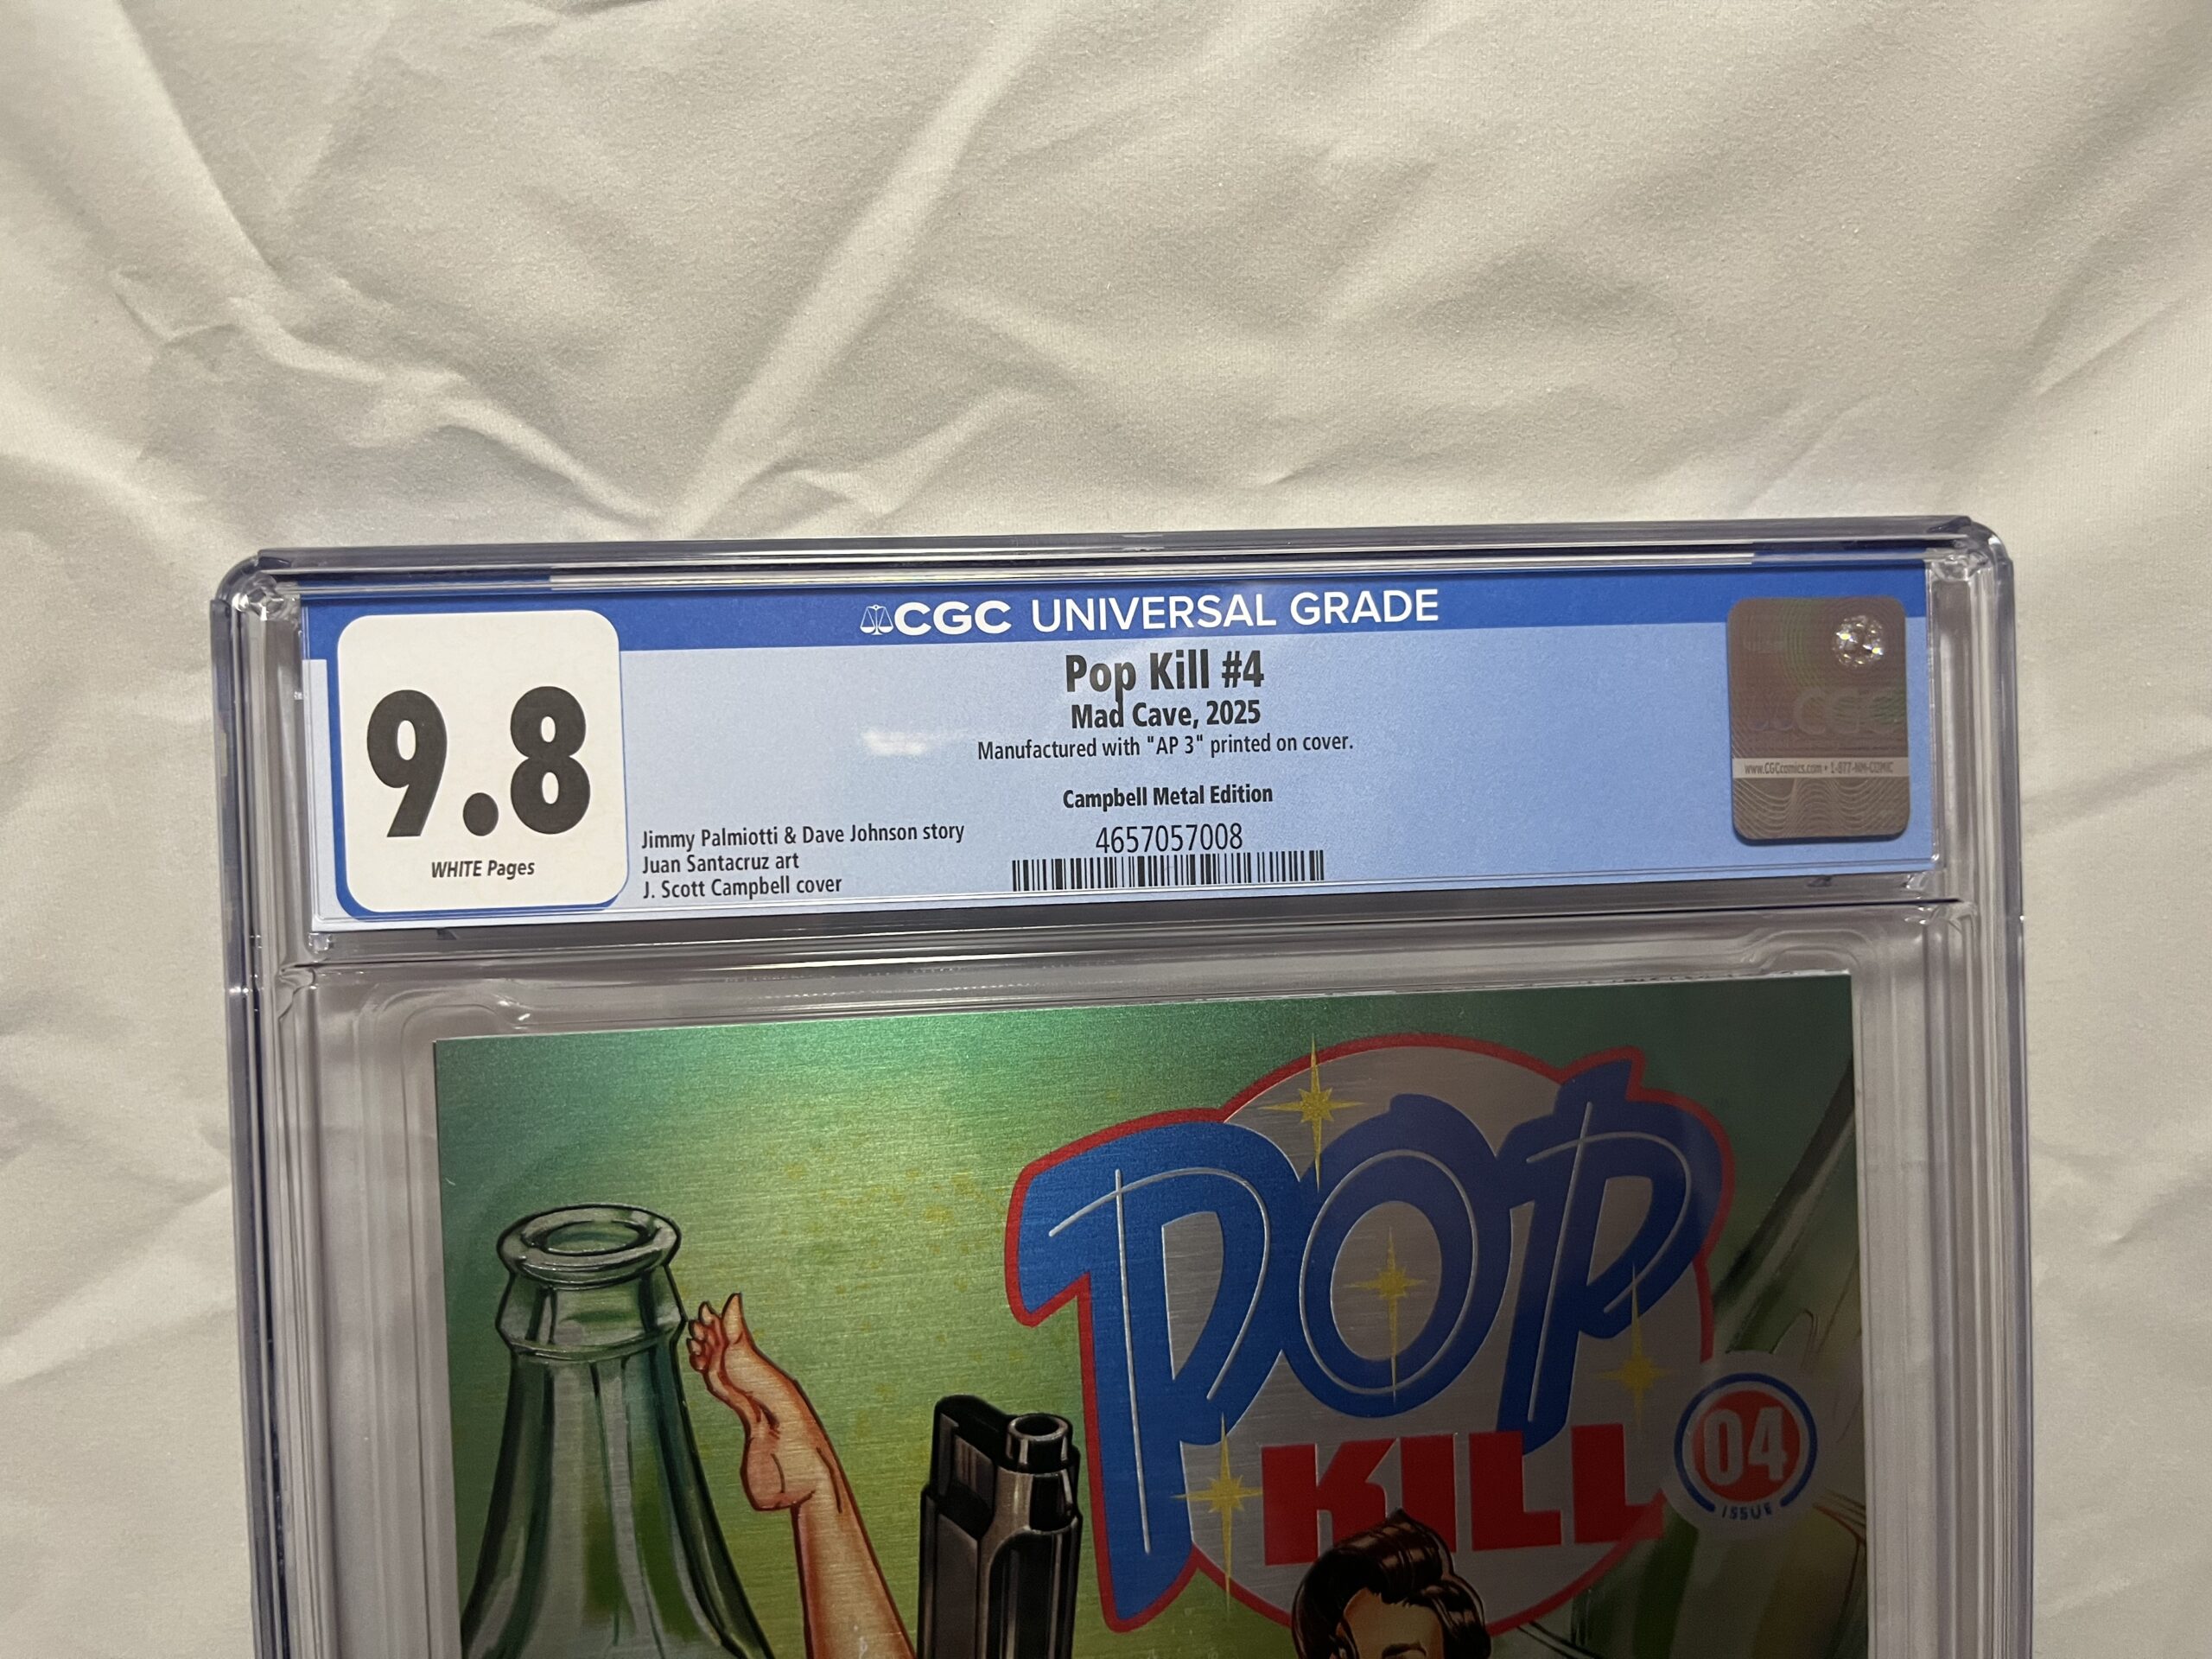 CGC UNIVERSAL GRADE
9.8
WHITE Pages
Pop Kill #4
Mad Cave, 2025
Manufactured with "AP 3" printed on cover.
Campbell Metal Edition
4657057008
Jimmy Palmiotti & Dave Johnson story
Juan Santacruz art
J. Scott Campbell cover
CGC
www.CGCcomics.com • 1-877-NM-COMIC
POP
KILL
04
ISSUE